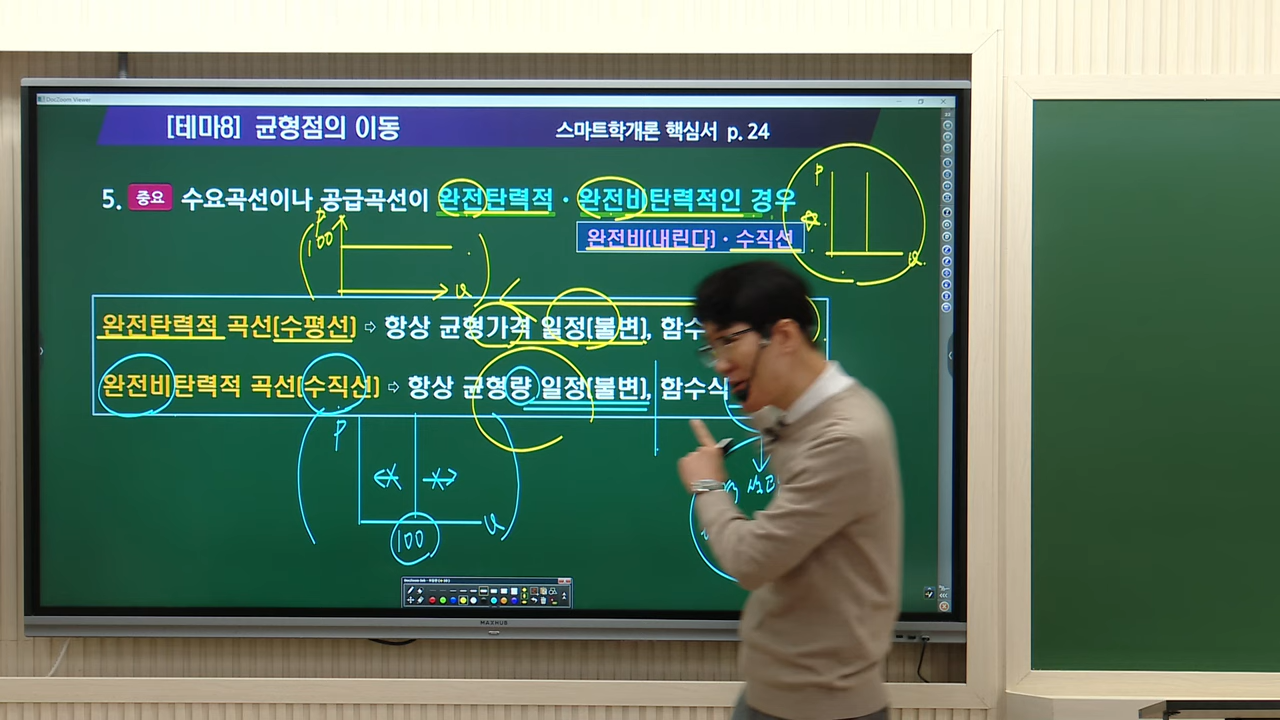 DocZoom Viewer
[테마8] 균형점의 이동
스마트학개론 핵심서 p. 24
5. 중요 수요곡선이나 공급곡선이 완전탄력적 · 완전비탄력적인 경우
완전비(내린다) · 수직선
P
Q
P
100
Q
완전탄력적 곡선(수평선) ⇨ 항상 균형가격 일정(불변), 함수
완전비탄력적 곡선(수직선) ⇨ 항상 균형량 일정(불변), 함수식
P
100
Q
MAXHUB